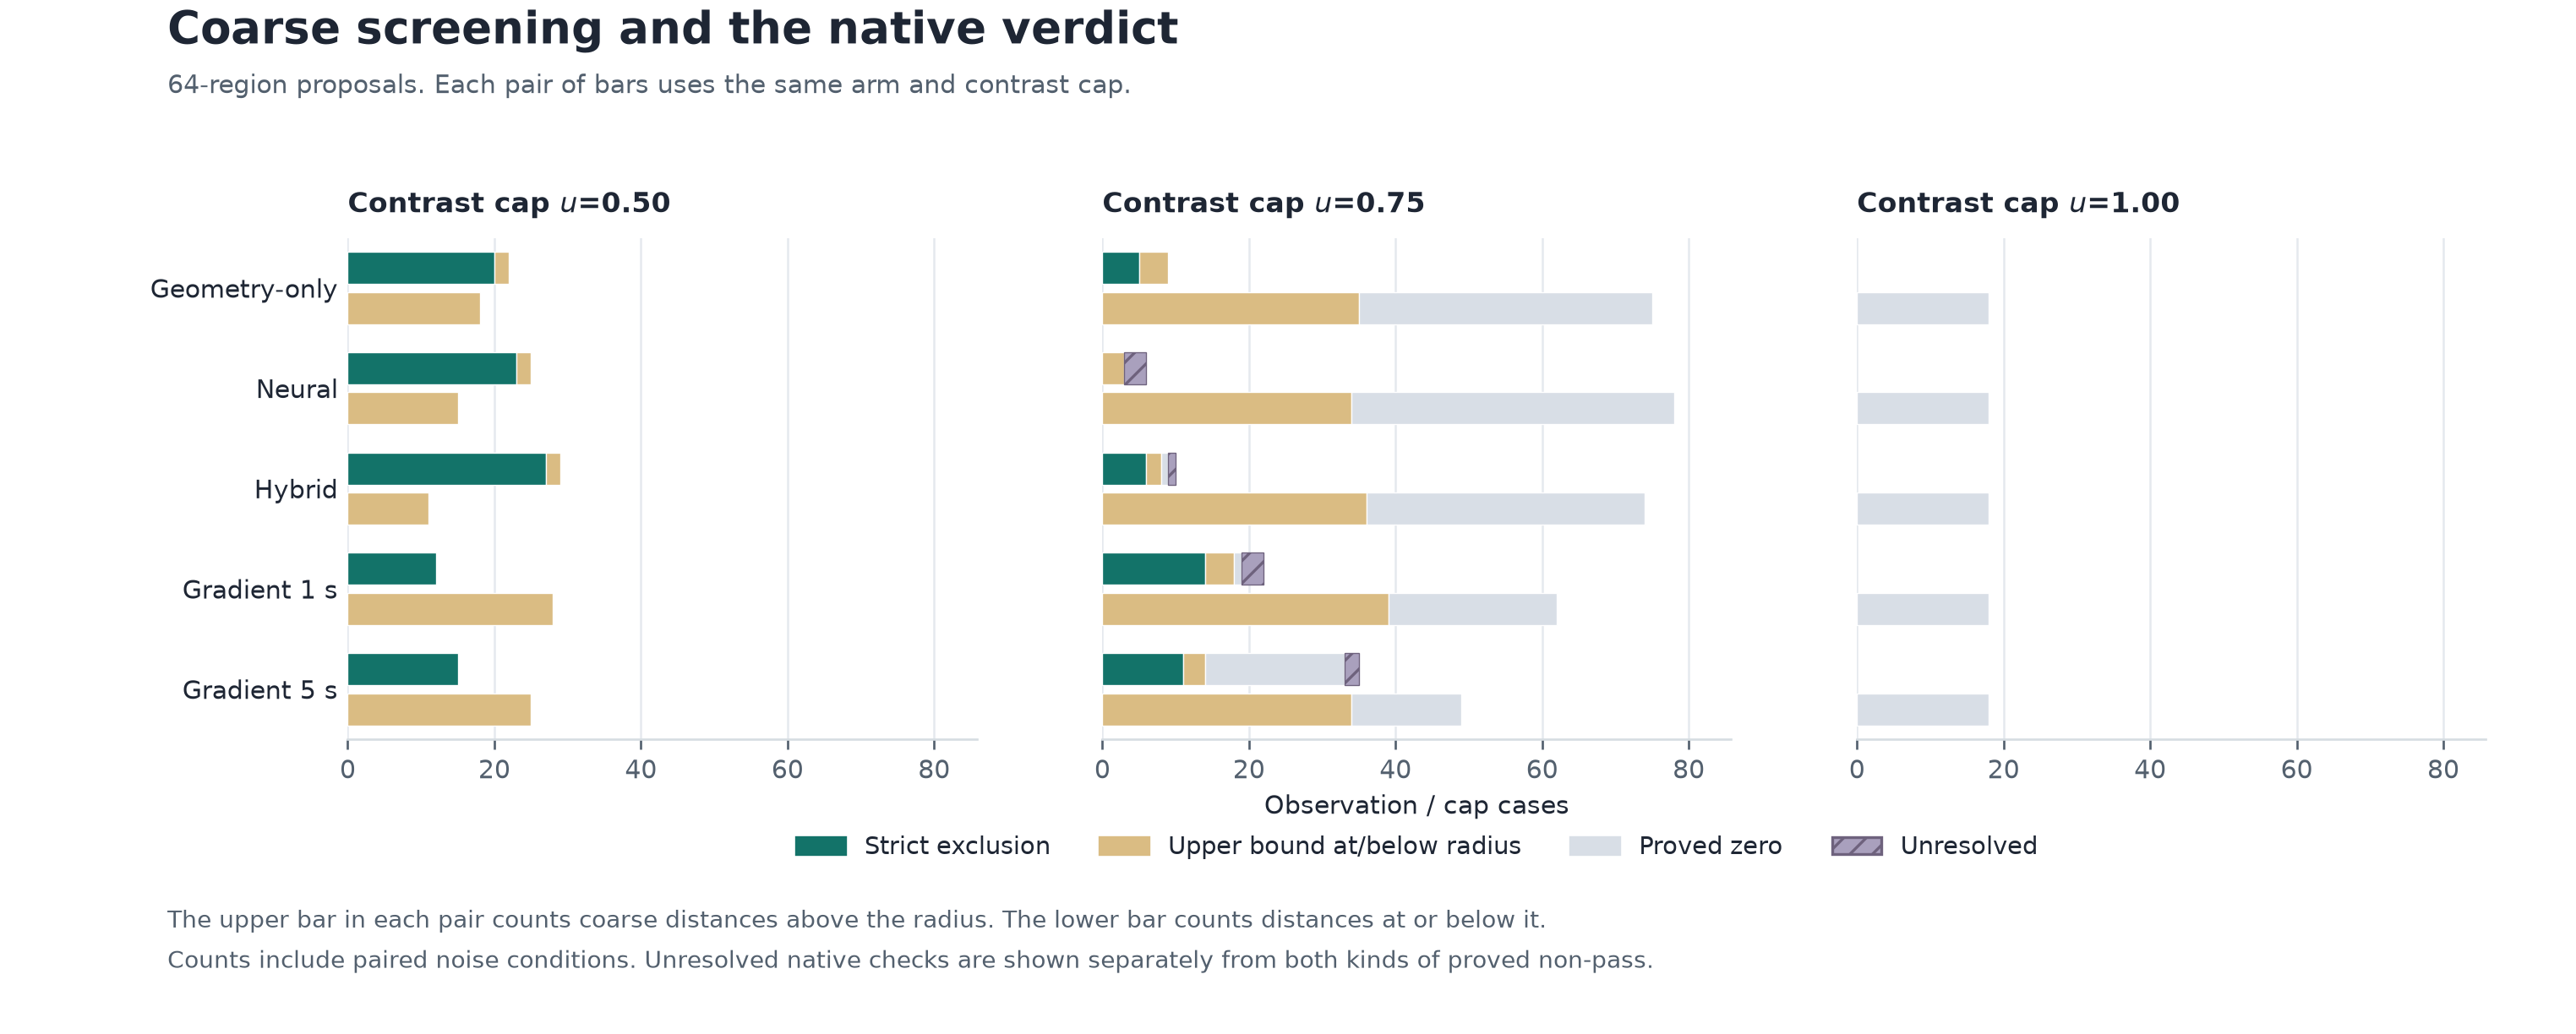 Coarse screening and the native verdict
64-region proposals. Each pair of bars uses the same arm and contrast cap.
Contrast cap u=0.50
Contrast cap u=0.75
Contrast cap u=1.00
Geometry-only
Neural
Hybrid
Gradient 1 s
Gradient 5 s
0 20 40 60 80
0 20 40 60 80
0 20 40 60 80
Observation / cap cases
Strict exclusion
Upper bound at/below radius
Proved zero
Unresolved
The upper bar in each pair counts coarse distances above the radius. The lower bar counts distances at or below it.
Counts include paired noise conditions. Unresolved native checks are shown separately from both kinds of proved non-pass.